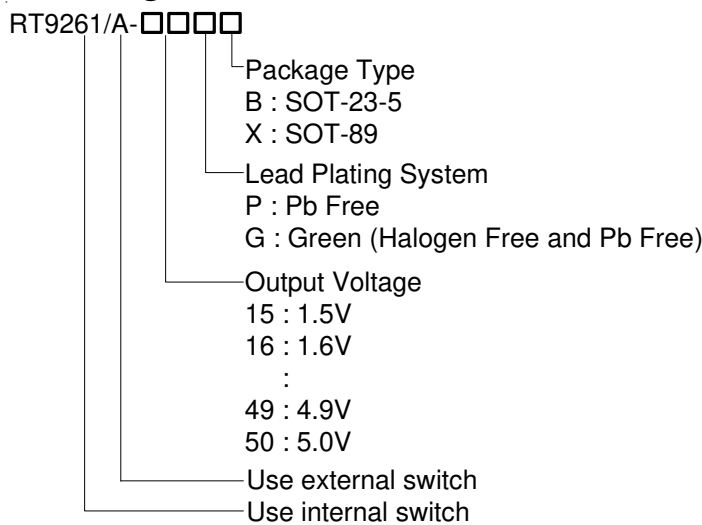 RT9261/A-□□□□
Package Type
B : SOT-23-5
X : SOT-89
Lead Plating System
P : Pb Free
G : Green (Halogen Free and Pb Free)
Output Voltage
15 : 1.5V
16 : 1.6V
:
49 : 4.9V
50 : 5.0V
Use external switch
Use internal switch